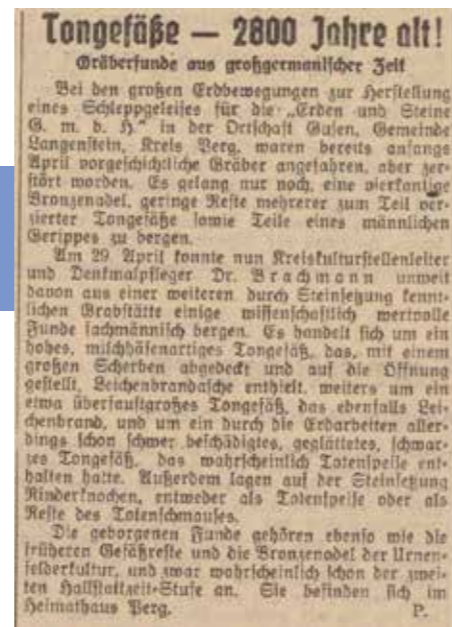 Tongefäße — 2800 Jahre alt!
Gräberfunde aus großgermanischer Zeit
Bei den großen Erdbewegungen zur Herstellung
eines Schleppgeleises für die „Erden und Steine
G. m. b. H." in der Ortschaft Gusen, Gemeinde
Langenstein, Kreis Perg, waren bereits anfangs
April vorgeschichtliche Gräber angefahren, aber zer-
stört worden. Es gelang nur noch, eine vierkantige
Bronzenadel, geringe Reste mehrerer zum Teil ver-
zierter Tongefäße sowie Teile eines männlichen
Gerippes zu bergen.
Am 29. April konnte nun Kreiskulturstellenleiter
und Denkmalpfleger Dr. Brachmann unweit
davon aus einer weiteren durch Steinsetzung kennt-
lichen Grabstätte einige wissenschaftlich wertvolle
Funde fachmännisch bergen. Es handelt sich um ein
hohes, milchhäfenartiges Tongefäß, das, mit einem
großen Scherben abgedeckt und auf die Öffnung
gestellt, Leichenbrandasche enthielt, weiters um ein
etwa überfaustgroßes Tongefäß, das ebenfalls Lei-
chenbrand, und um ein durch die Erdarbeiten aller-
dings schon schwer beschädigtes, geglättetes, schwar-
zes Tongefäß, das wahrscheinlich Totenspeise ent-
halten hatte. Außerdem lagen auf der Steinsetzung
Rinderknochen, entweder als Totenspeise oder als
Reste des Totenschmauses.
Die geborgenen Funde gehören ebenso wie die
früheren Gefäßreste und die Bronzenadel der Urnen-
felderkultur, und zwar wahrscheinlich schon der zwei-
ten Hallstattzeit-Stufe an. Sie befinden sich im
Heimathaus Perg. P.